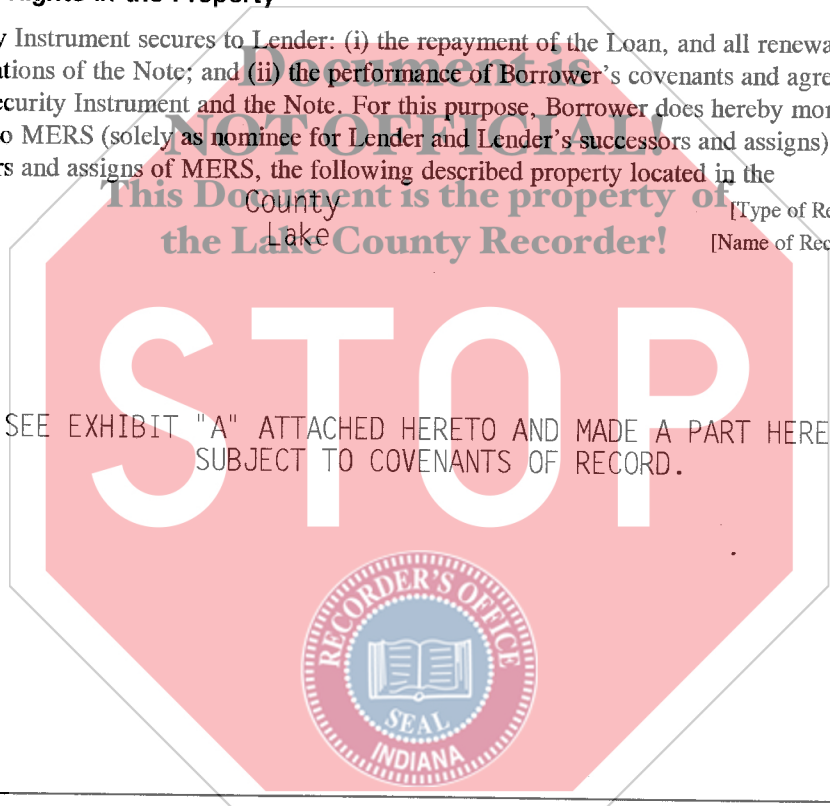 Rights in the Property
y Instrument secures to Lender: (i) the repayment of the Loan, and all renewa
ations of the Note; and (ii) the performance of Borrower's covenants and agre
ecurity Instrument and the Note. For this purpose, Borrower does hereby mor
o MERS (solely as nominee for Lender and Lender's successors and assigns)
rs and assigns of MERS, the following described property located in the
County [Type of Re
Lake [Name of Rec
Document is
NOT OFFICIAL!
This Document is the property of
the Lake County Recorder!
STOP
SEE EXHIBIT "A" ATTACHED HERETO AND MADE A PART HERE
SUBJECT TO COVENANTS OF RECORD.
RECORDER'S OFFICE
SEAL
INDIANA